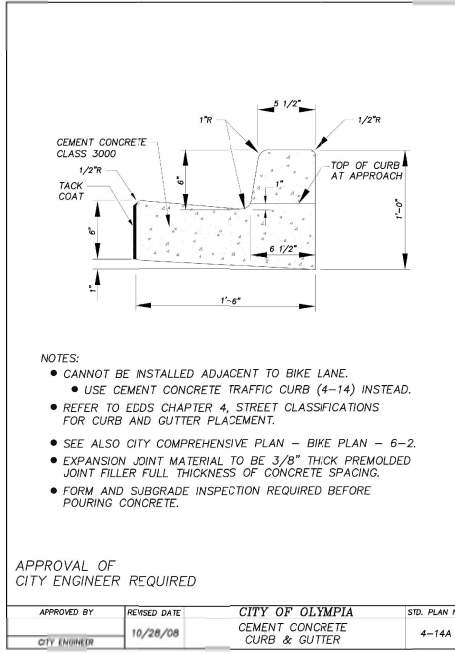 5 1/2"
1"R
1/2"R
CEMENT CONCRETE
CLASS 3000
TOP OF CURB
AT APPROACH
1/2"R
TACK
COAT
6"
1"
1'-0"
6"
6 1/2"
1"
1'-6"
NOTES:
● CANNOT BE INSTALLED ADJACENT TO BIKE LANE.
● USE CEMENT CONCRETE TRAFFIC CURB (4-14) INSTEAD.
● REFER TO EDDS CHAPTER 4, STREET CLASSIFICATIONS
FOR CURB AND GUTTER PLACEMENT.
● SEE ALSO CITY COMPREHENSIVE PLAN – BIKE PLAN – 6-2.
● EXPANSION JOINT MATERIAL TO BE 3/8" THICK PREMOLDED
JOINT FILLER FULL THICKNESS OF CONCRETE SPACING.
● FORM AND SUBGRADE INSPECTION REQUIRED BEFORE
POURING CONCRETE.
APPROVAL OF
CITY ENGINEER REQUIRED
APPROVED BY
REVISED DATE
CITY OF OLYMPIA
STD. PLAN N
CITY ENGINEER
10/28/08
CEMENT CONCRETE
CURB & GUTTER
4-14A